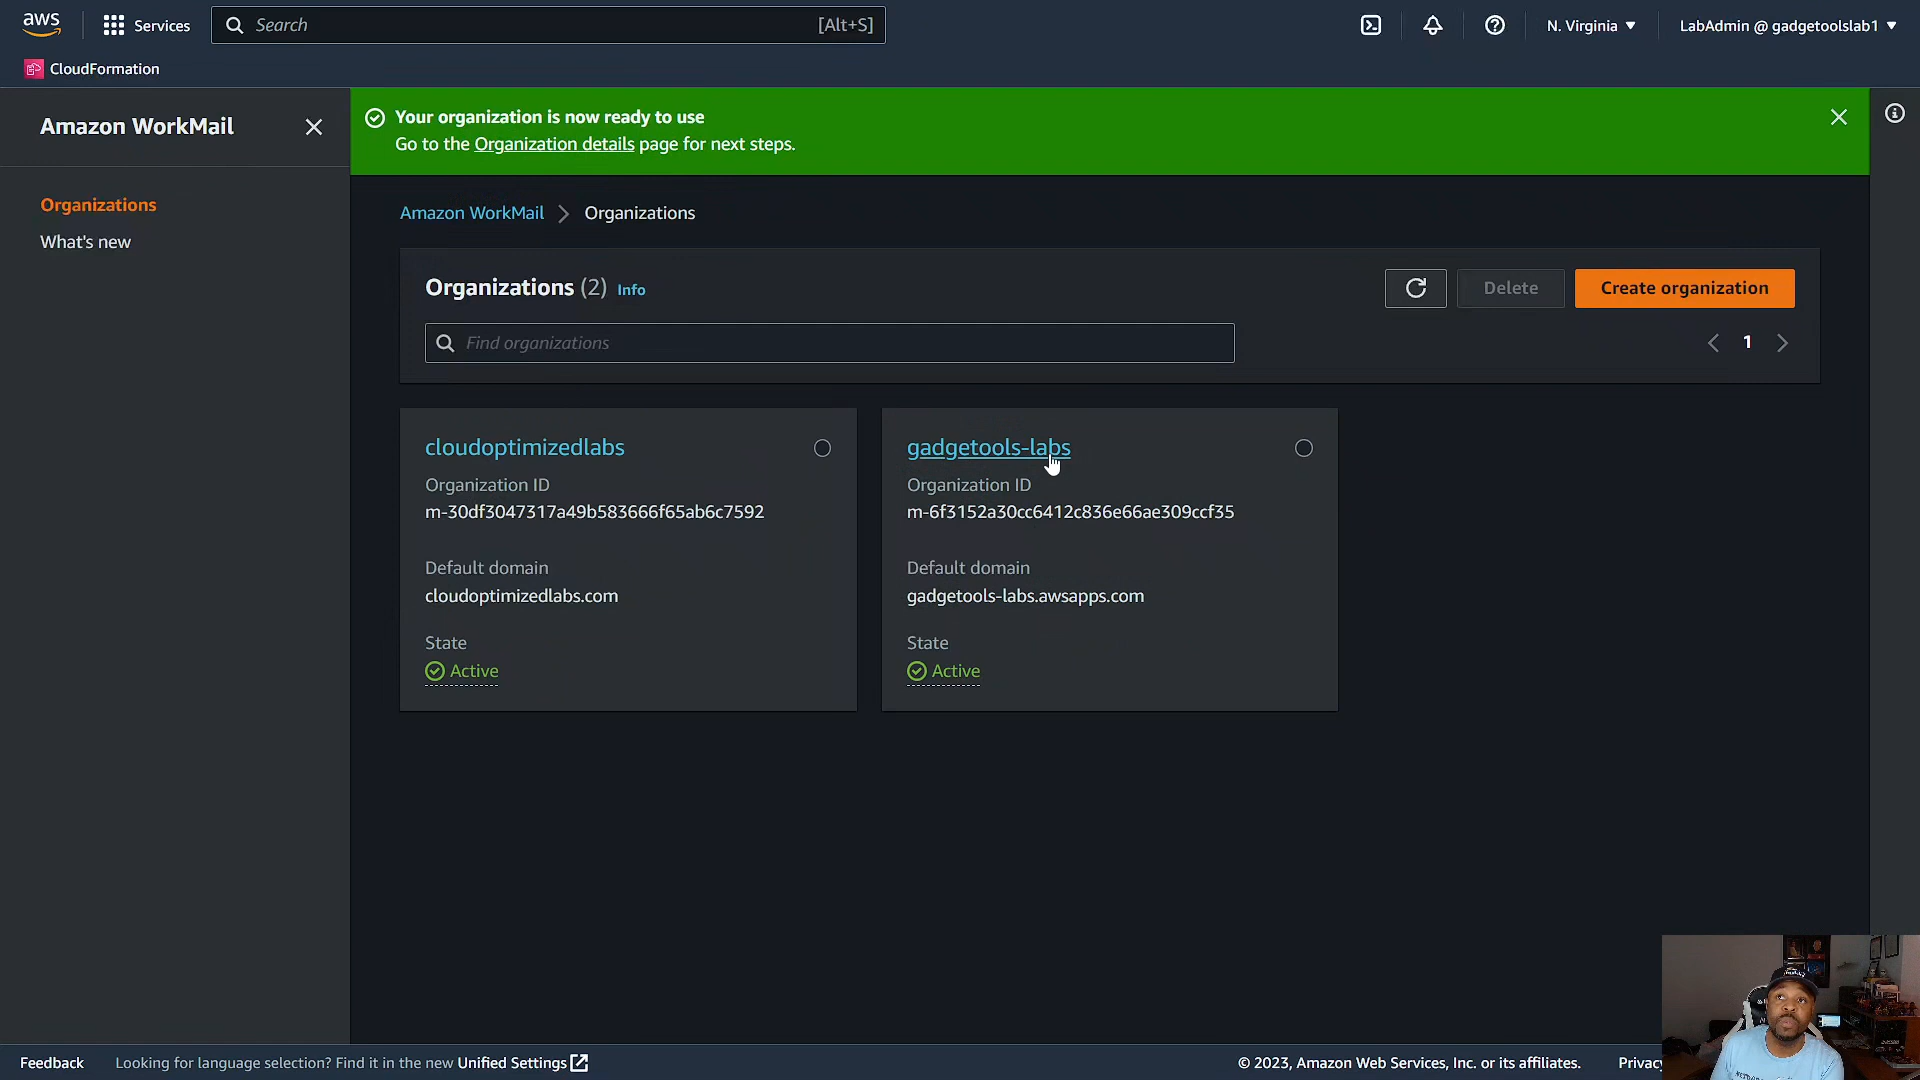 aws
Services
Search
[Alt+S]
N. Virginia
LabAdmin @ gadgetoolslab1
CloudFormation
Amazon WorkMail
Organizations
What's new
Your organization is now ready to use
Go to the Organization details page for next steps.
Amazon WorkMail
Organizations
Organizations (2) Info
Delete
Create organization
Find organizations
1
cloudoptimizedlabs
Organization ID
m-30df3047317a49b583666f65ab6c7592
Default domain
cloudoptimizedlabs.com
State
Active
gadgetools-labs
Organization ID
m-6f3152a30cc6412c836e66ae309ccf35
Default domain
gadgetools-labs.awsapps.com
State
Active
Feedback
Looking for language selection? Find it in the new Unified Settings
© 2023, Amazon Web Services, Inc. or its affiliates.